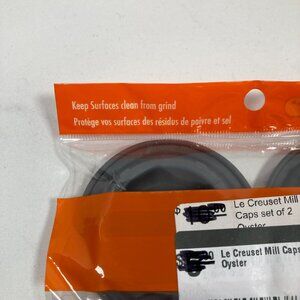 Keep Surfaces clean from grind
Protège vos surfaces des résidus de poivre et sel
Le Creuset Mill
Caps set of 2
Oyster
Le Creuset Mill Caps
Oyster